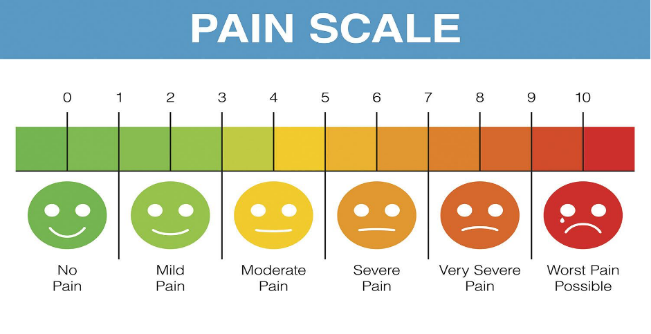 PAIN SCALE
0 1 2 3 4 5 6 7 8 9 10
No
Pain
Mild
Pain
Moderate
Pain
Severe
Pain
Very Severe
Pain
Worst Pain
Possible